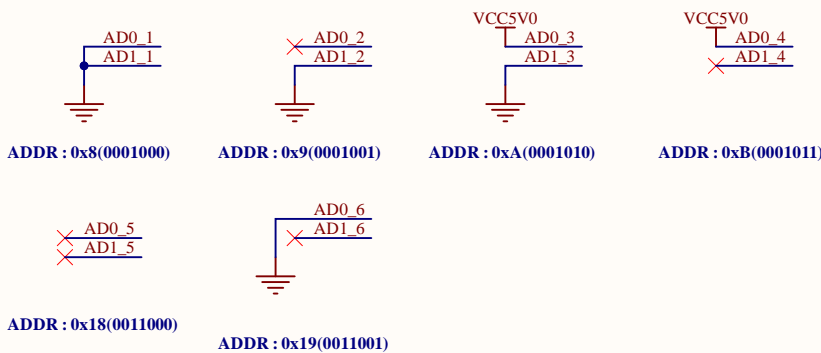 VCC5V0
VCC5V0
AD0_1
AD0_2
AD0_3
AD0_4
AD1_1
AD1_2
AD1_3
AD1_4
ADDR : 0x8(0001000)
ADDR : 0x9(0001001)
ADDR : 0xA(0001010)
ADDR : 0xB(0001011)
AD0_5
AD1_5
AD0_6
AD1_6
ADDR : 0x18(0011000)
ADDR : 0x19(0011001)